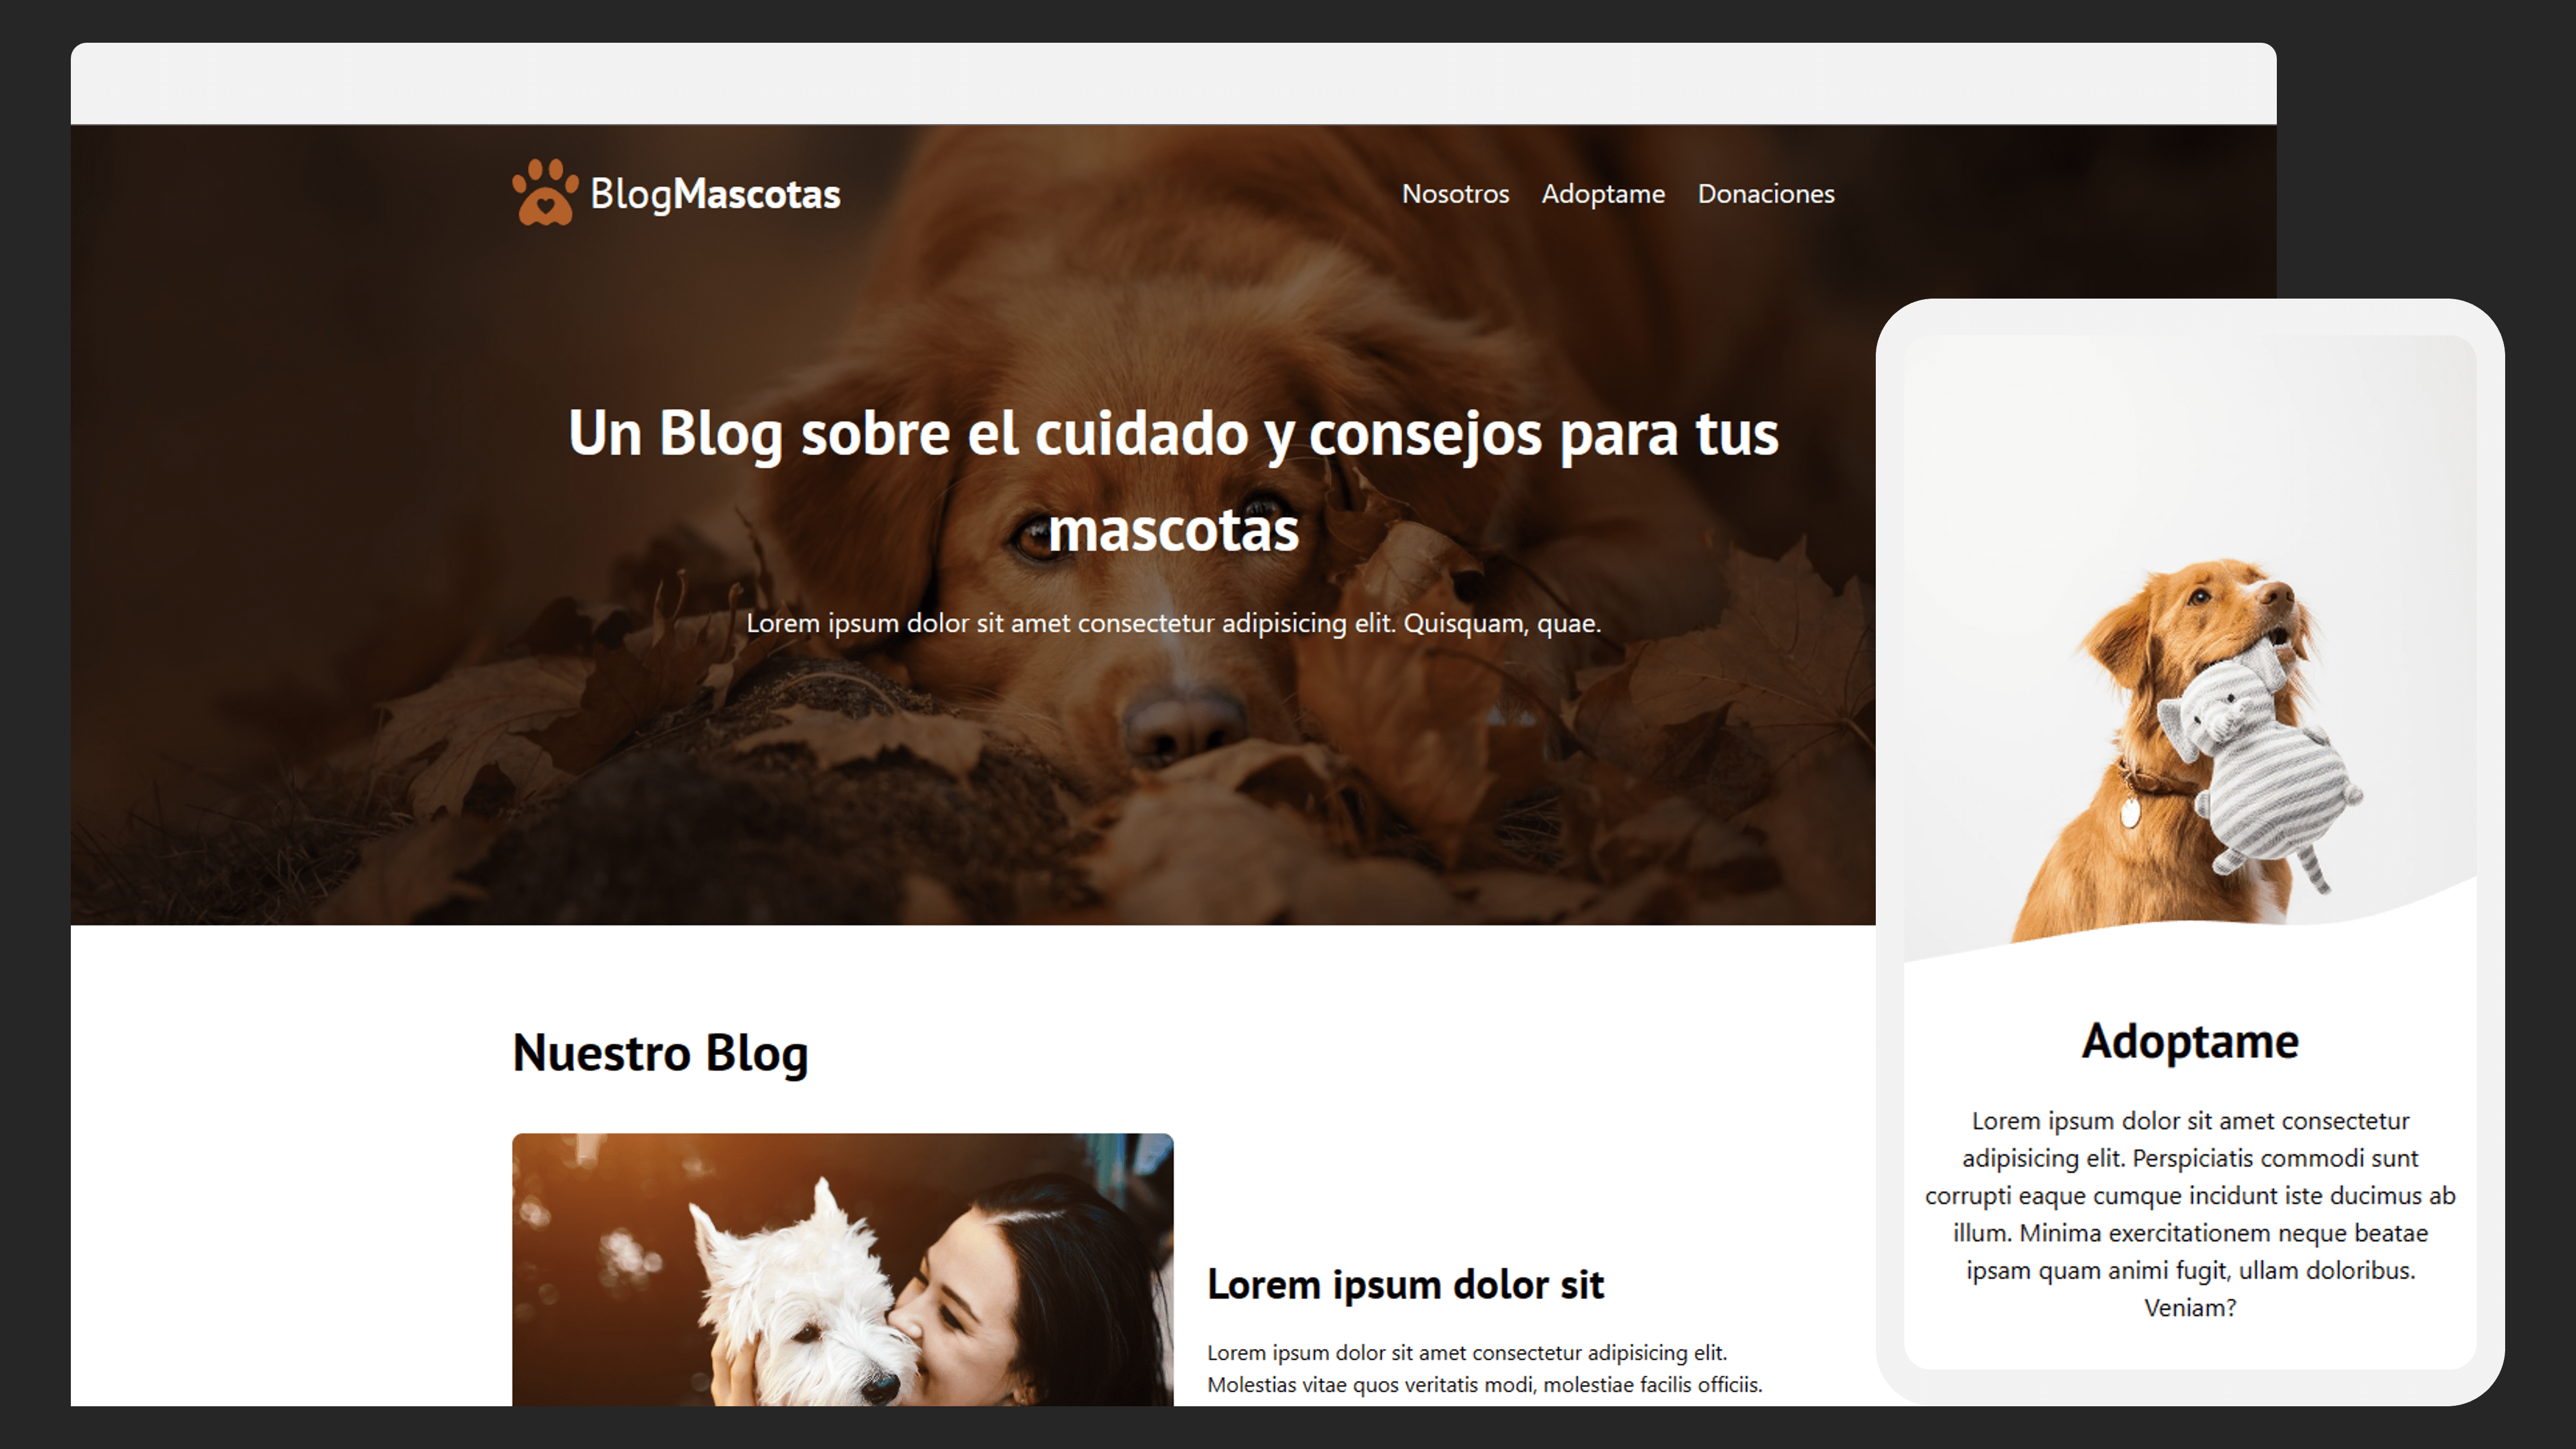 BlogMascotas
Nosotros Adoptame Donaciones
Un Blog sobre el cuidado y consejos para tus
mascotas
Lorem ipsum dolor sit amet consectetur adipisicing elit. Quisquam, quae.
Nuestro Blog
Lorem ipsum dolor sit
Lorem ipsum dolor sit amet consectetur adipisicing elit.
Molestias vitae quos veritatis modi, molestiae facilis officiis.
Adoptame
Lorem ipsum dolor sit amet consectetur
adipisicing elit. Perspiciatis commodi sunt
corrupti eaque cumque incidunt iste ducimus ab
illum. Minima exercitationem neque beatae
ipsam quam animi fugit, ullam doloribus.
Veniam?